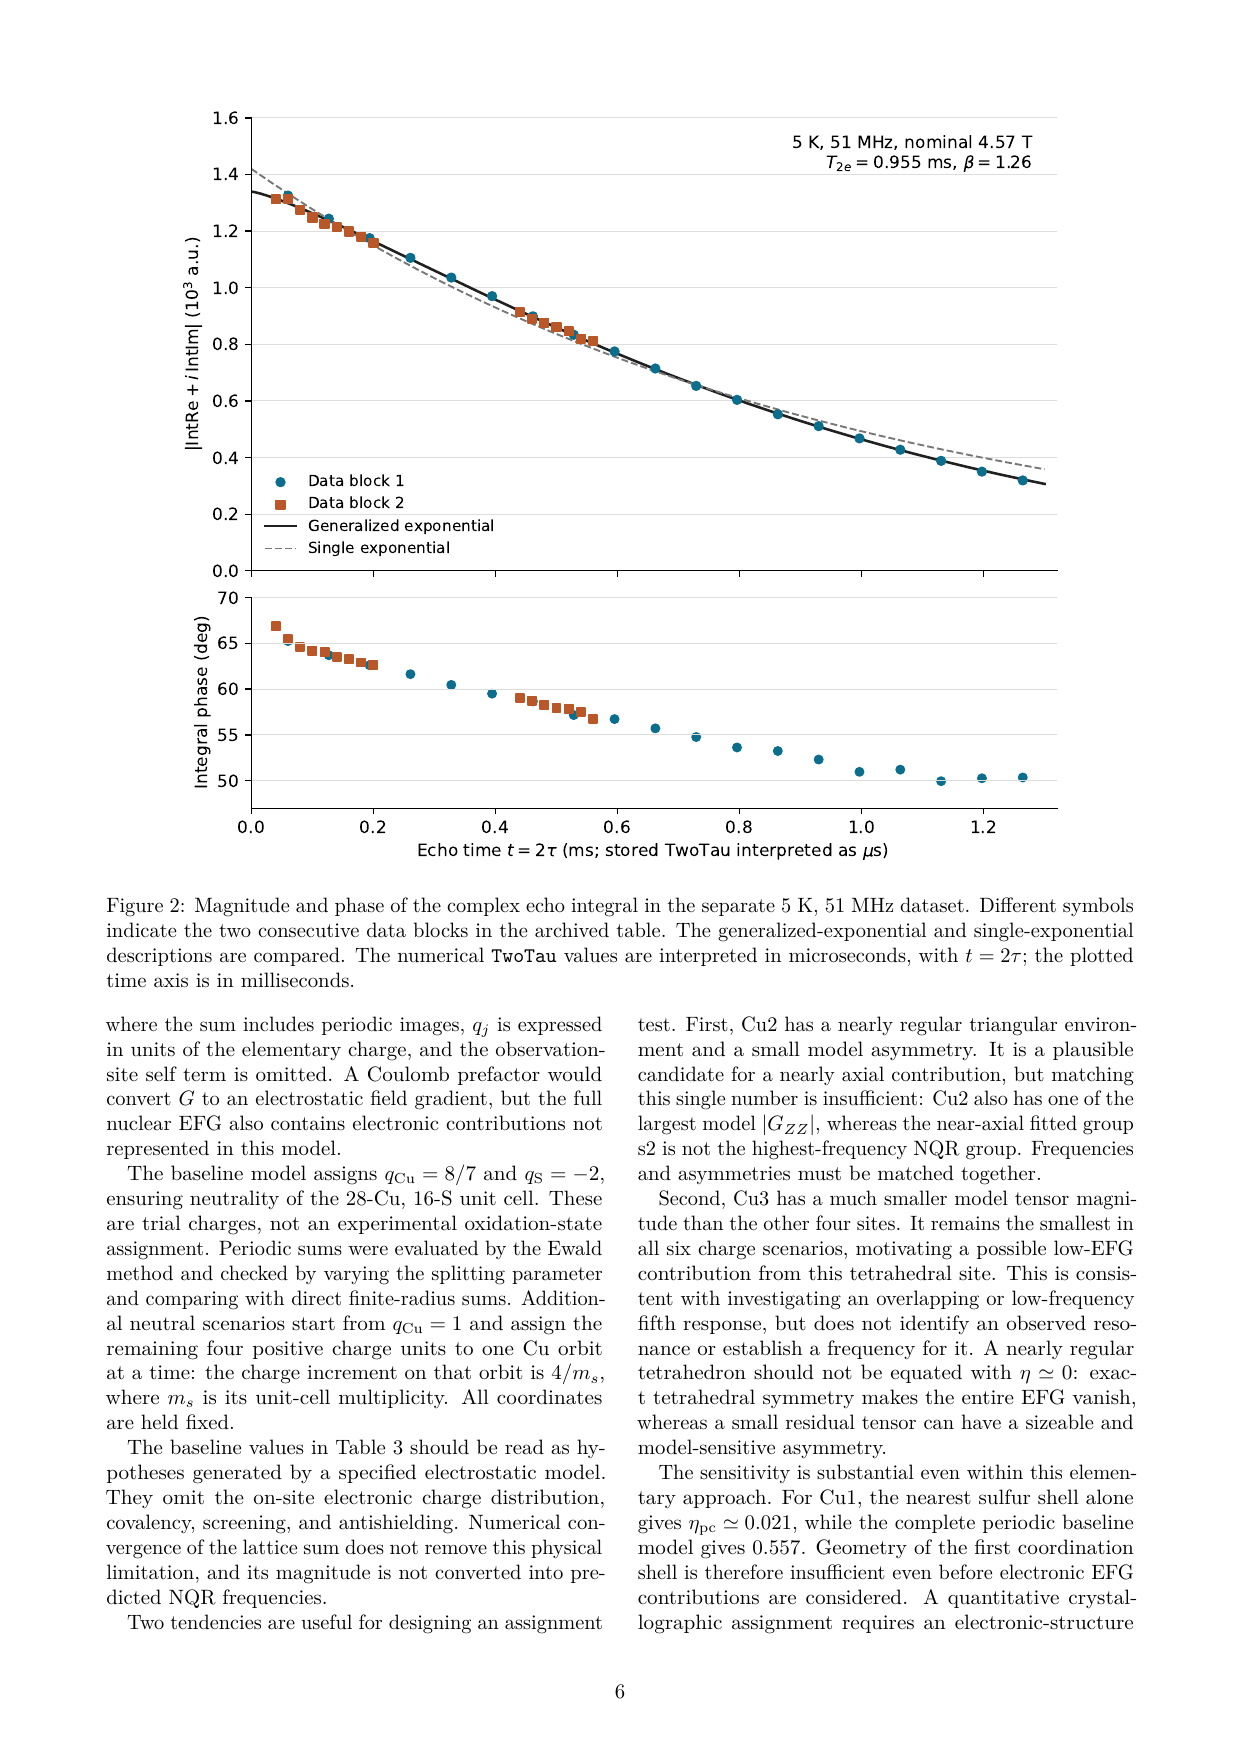 1.6
1.4
1.2
1.0
0.8
0.6
0.4
0.2
0.0
|IntRe + i IntIm| (10³ a.u.)
5 K, 51 MHz, nominal 4.57 T
T₂ₑ = 0.955 ms, β = 1.26
Data block 1
Data block 2
Generalized exponential
Single exponential
70
65
60
55
50
Integral phase (deg)
0.0 0.2 0.4 0.6 0.8 1.0 1.2
Echo time t = 2τ (ms; stored TwoTau interpreted as μs)
Figure 2: Magnitude and phase of the complex echo integral in the separate 5 K, 51 MHz dataset. Different symbols
indicate the two consecutive data blocks in the archived table. The generalized-exponential and single-exponential
descriptions are compared. The numerical TwoTau values are interpreted in microseconds, with t = 2τ; the plotted
time axis is in milliseconds.
where the sum includes periodic images, qⱼ is expressed
in units of the elementary charge, and the observation-
site self term is omitted. A Coulomb prefactor would
convert G to an electrostatic field gradient, but the full
nuclear EFG also contains electronic contributions not
represented in this model.
The baseline model assigns q_Cu = 8/7 and q_S = −2,
ensuring neutrality of the 28-Cu, 16-S unit cell. These
are trial charges, not an experimental oxidation-state
assignment. Periodic sums were evaluated by the Ewald
method and checked by varying the splitting parameter
and comparing with direct finite-radius sums. Addition-
al neutral scenarios start from q_Cu = 1 and assign the
remaining four positive charge units to one Cu orbit
at a time: the charge increment on that orbit is 4/mₛ,
where mₛ is its unit-cell multiplicity. All coordinates
are held fixed.
The baseline values in Table 3 should be read as hy-
potheses generated by a specified electrostatic model.
They omit the on-site electronic charge distribution,
covalency, screening, and antishielding. Numerical con-
vergence of the lattice sum does not remove this physical
limitation, and its magnitude is not converted into pre-
dicted NQR frequencies.
Two tendencies are useful for designing an assignment
test. First, Cu2 has a nearly regular triangular environ-
ment and a small model asymmetry. It is a plausible
candidate for a nearly axial contribution, but matching
this single number is insufficient: Cu2 also has one of the
largest model |G_ZZ|, whereas the near-axial fitted group
s2 is not the highest-frequency NQR group. Frequencies
and asymmetries must be matched together.
Second, Cu3 has a much smaller model tensor magni-
tude than the other four sites. It remains the smallest in
all six charge scenarios, motivating a possible low-EFG
contribution from this tetrahedral site. This is consis-
tent with investigating an overlapping or low-frequency
fifth response, but does not identify an observed reso-
nance or establish a frequency for it. A nearly regular
tetrahedron should not be equated with η ≃ 0: exac-
t tetrahedral symmetry makes the entire EFG vanish,
whereas a small residual tensor can have a sizeable and
model-sensitive asymmetry.
The sensitivity is substantial even within this elemen-
tary approach. For Cu1, the nearest sulfur shell alone
gives η_pc ≃ 0.021, while the complete periodic baseline
model gives 0.557. Geometry of the first coordination
shell is therefore insufficient even before electronic EFG
contributions are considered. A quantitative crystal-
lographic assignment requires an electronic-structure
6